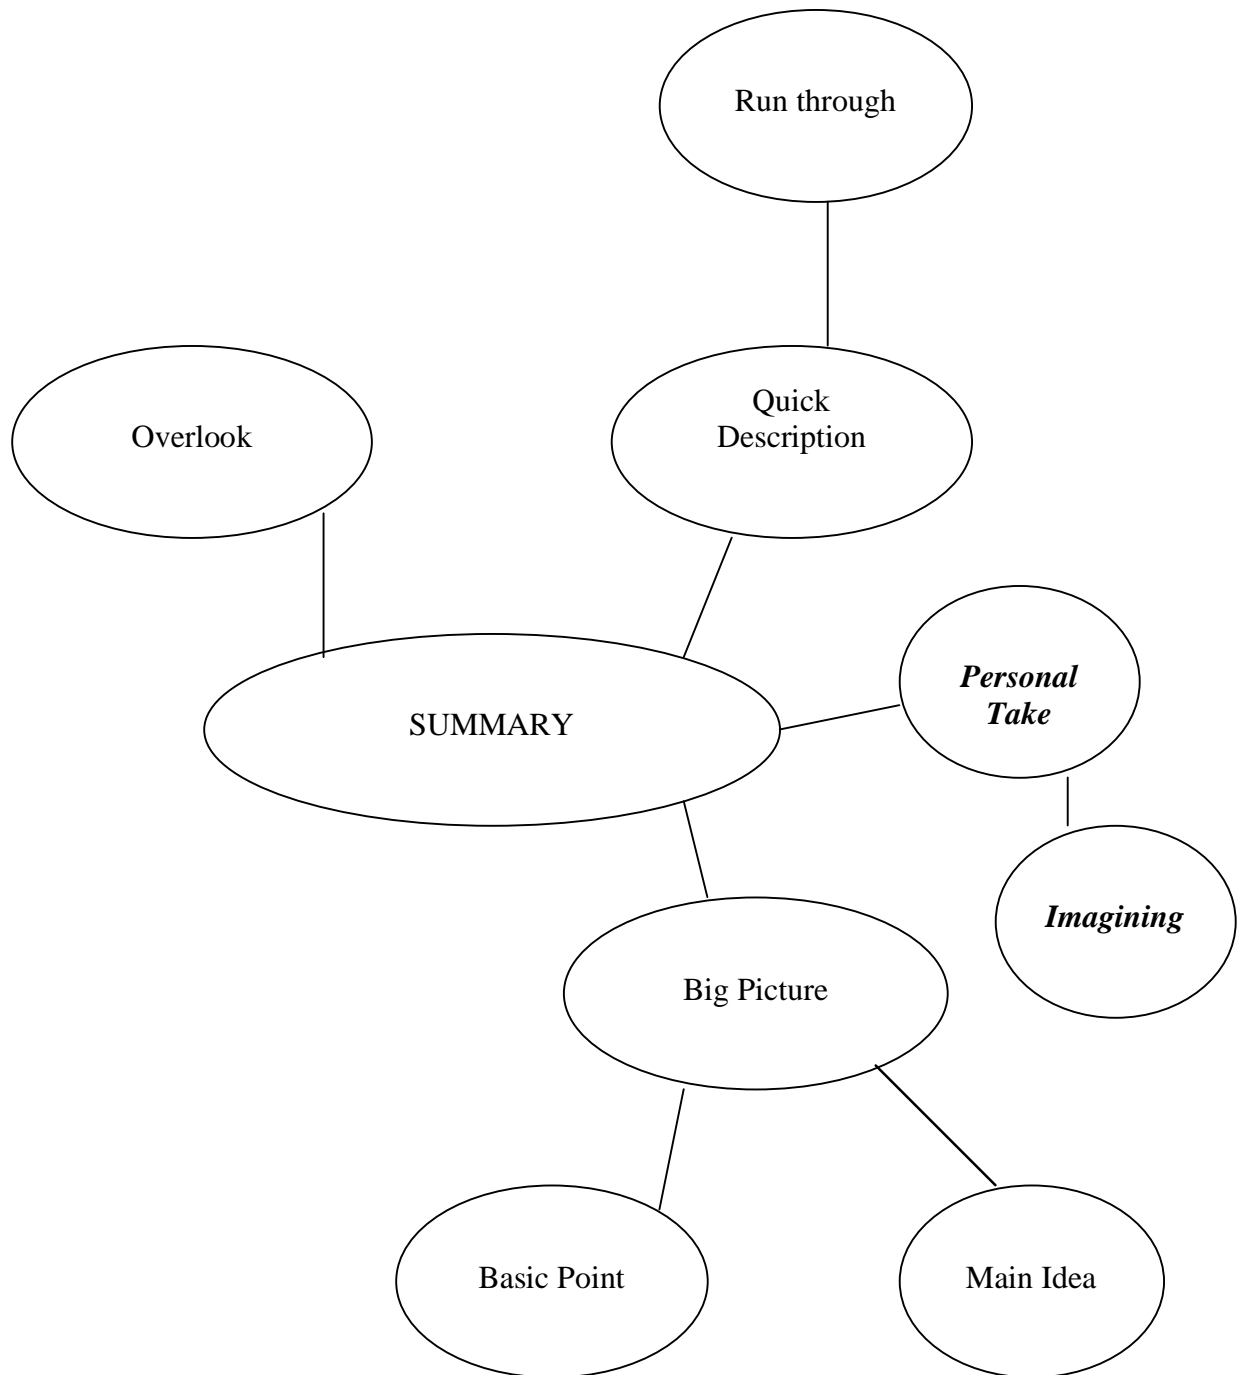 Run through
Quick
Description
Overlook
Personal
Take
SUMMARY
Imagining
Big Picture
Basic Point
Main Idea